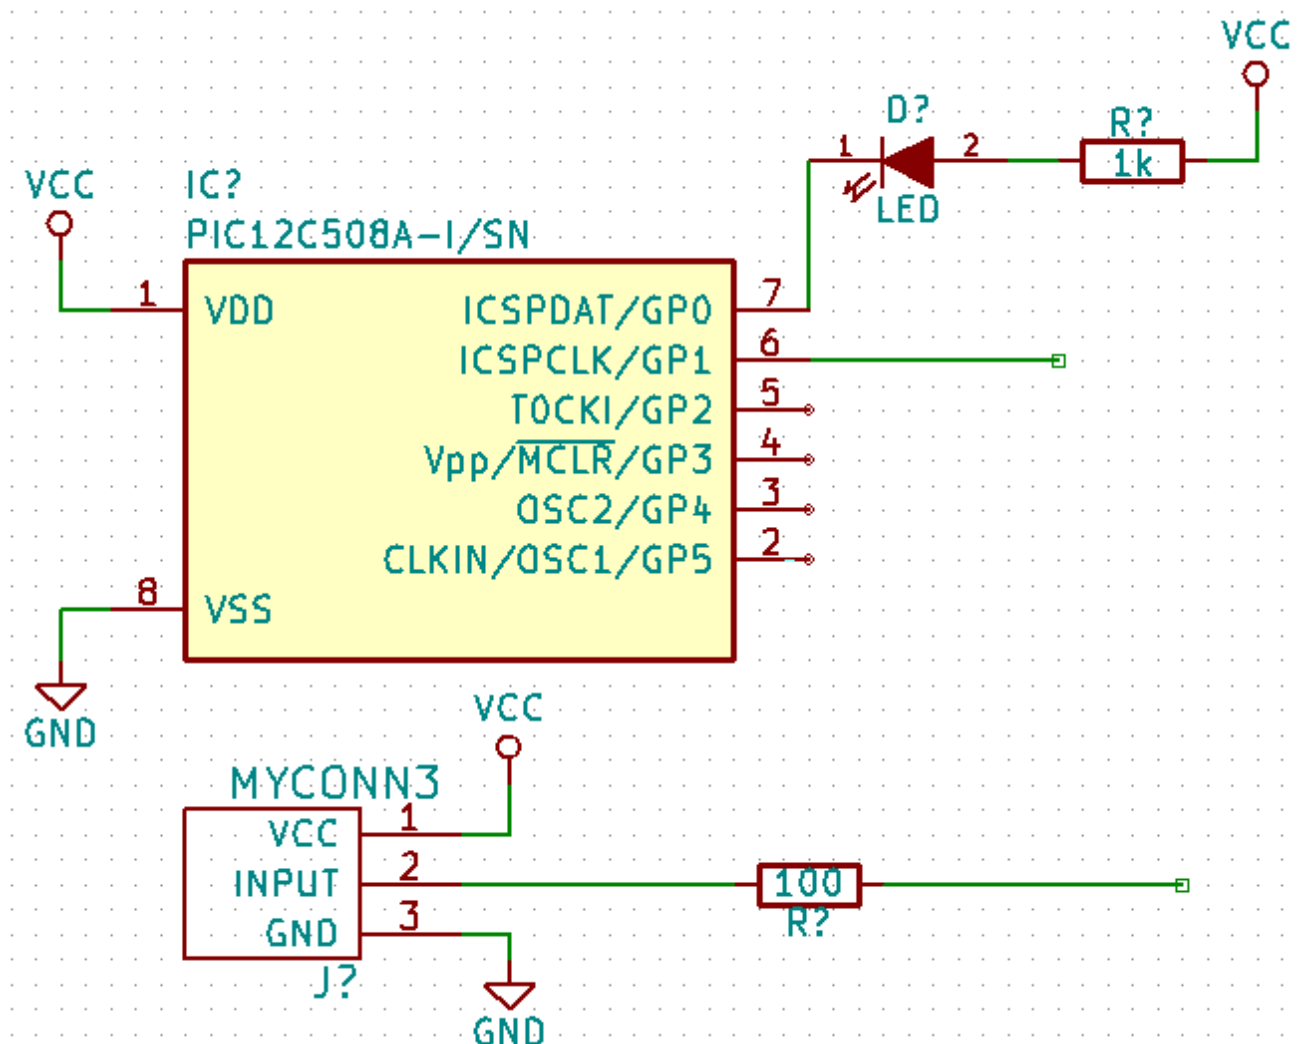 VCC
D?
R?
1
2
1k
LED
VCC
IC?
PIC12C508A-I/SN
1
VDD
ICSPDAT/GP0
7
ICSPCLK/GP1
6
T0CKI/GP2
5
Vpp/MCLR/GP3
4
OSC2/GP4
3
CLKIN/OSC1/GP5
2
8
VSS
GND
VCC
MYCONN3
VCC
1
INPUT
2
GND
3
J?
GND
100
R?